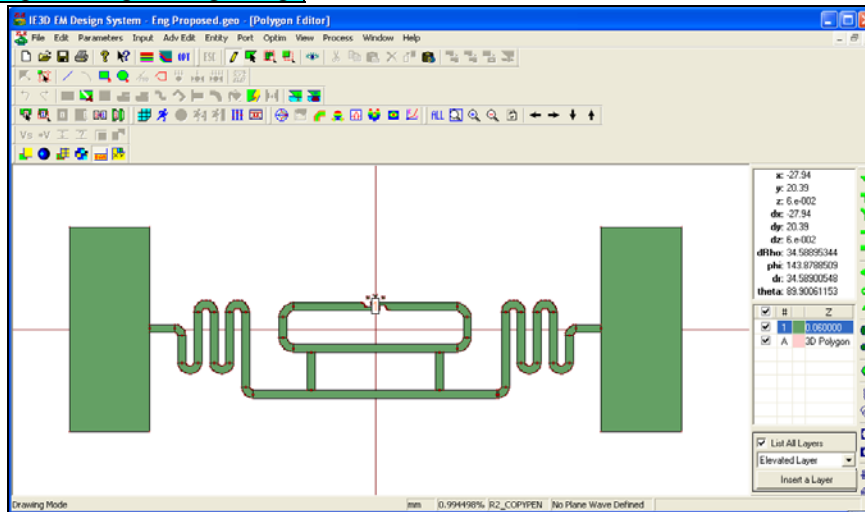 IE3D EM Design System - Eng Proposed.geo - [Polygon Editor]
File Edit Parameters Input Adv Edit Entity Port Optim View Process Window Help
OPT ESC
ALL
Vs +V
x: -27.94
y: 20.39
z: 6.e-002
dx: -27.94
dy: 20.39
dz: 6.e-002
dRho: 34.58895344
phi: 143.8788509
dr: 34.58900548
theta: 89.90061153
# Z
1 0.060000
A 3D Polygon
List All Layers
Elevated Layer
Insert a Layer
Drawing Mode mm 0.994498% R2_COPYPEN No Plane Wave Defined